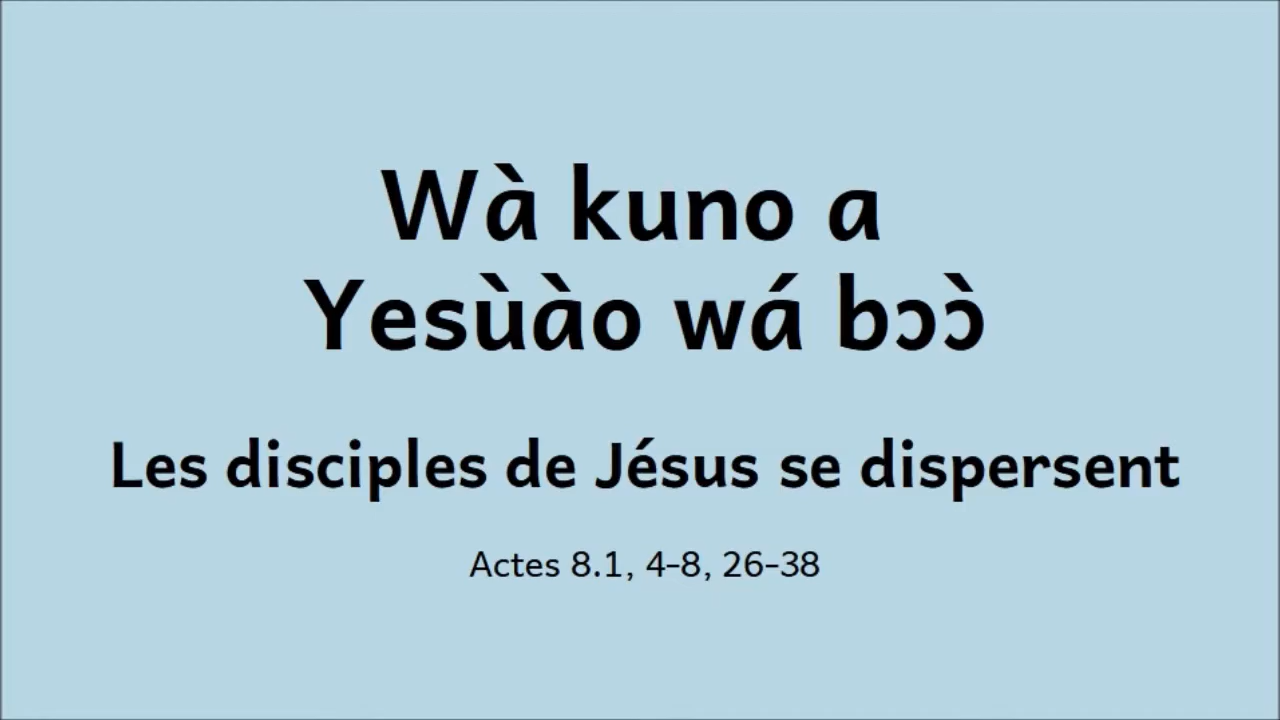 Wà kuno a
Yesùào wá bɔɔ̀
Les disciples de Jésus se dispersent
Actes 8.1, 4-8, 26-38